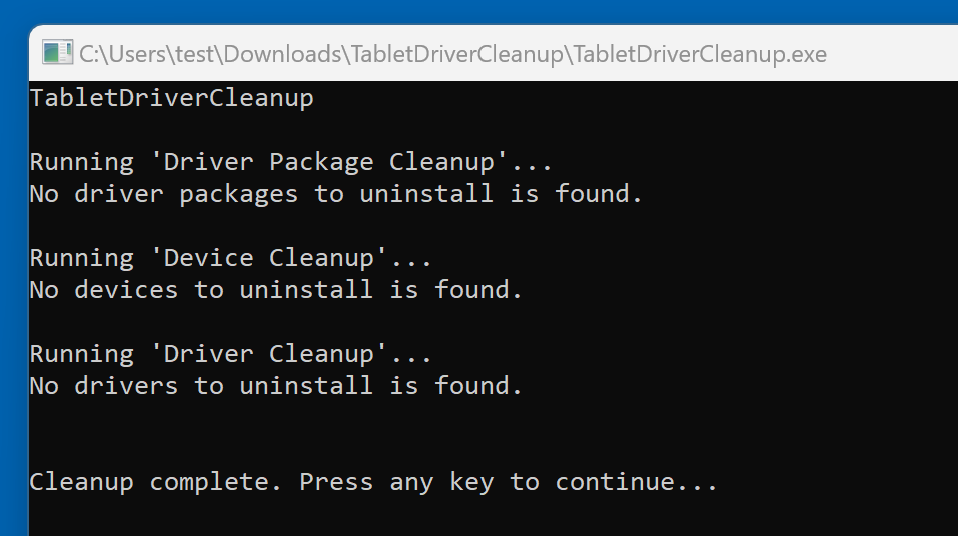 C:\Users\test\Downloads\TabletDriverCleanup\TabletDriverCleanup.exe
TabletDriverCleanup
Running 'Driver Package Cleanup'...
No driver packages to uninstall is found.
Running 'Device Cleanup'...
No devices to uninstall is found.
Running 'Driver Cleanup'...
No drivers to uninstall is found.
Cleanup complete. Press any key to continue...